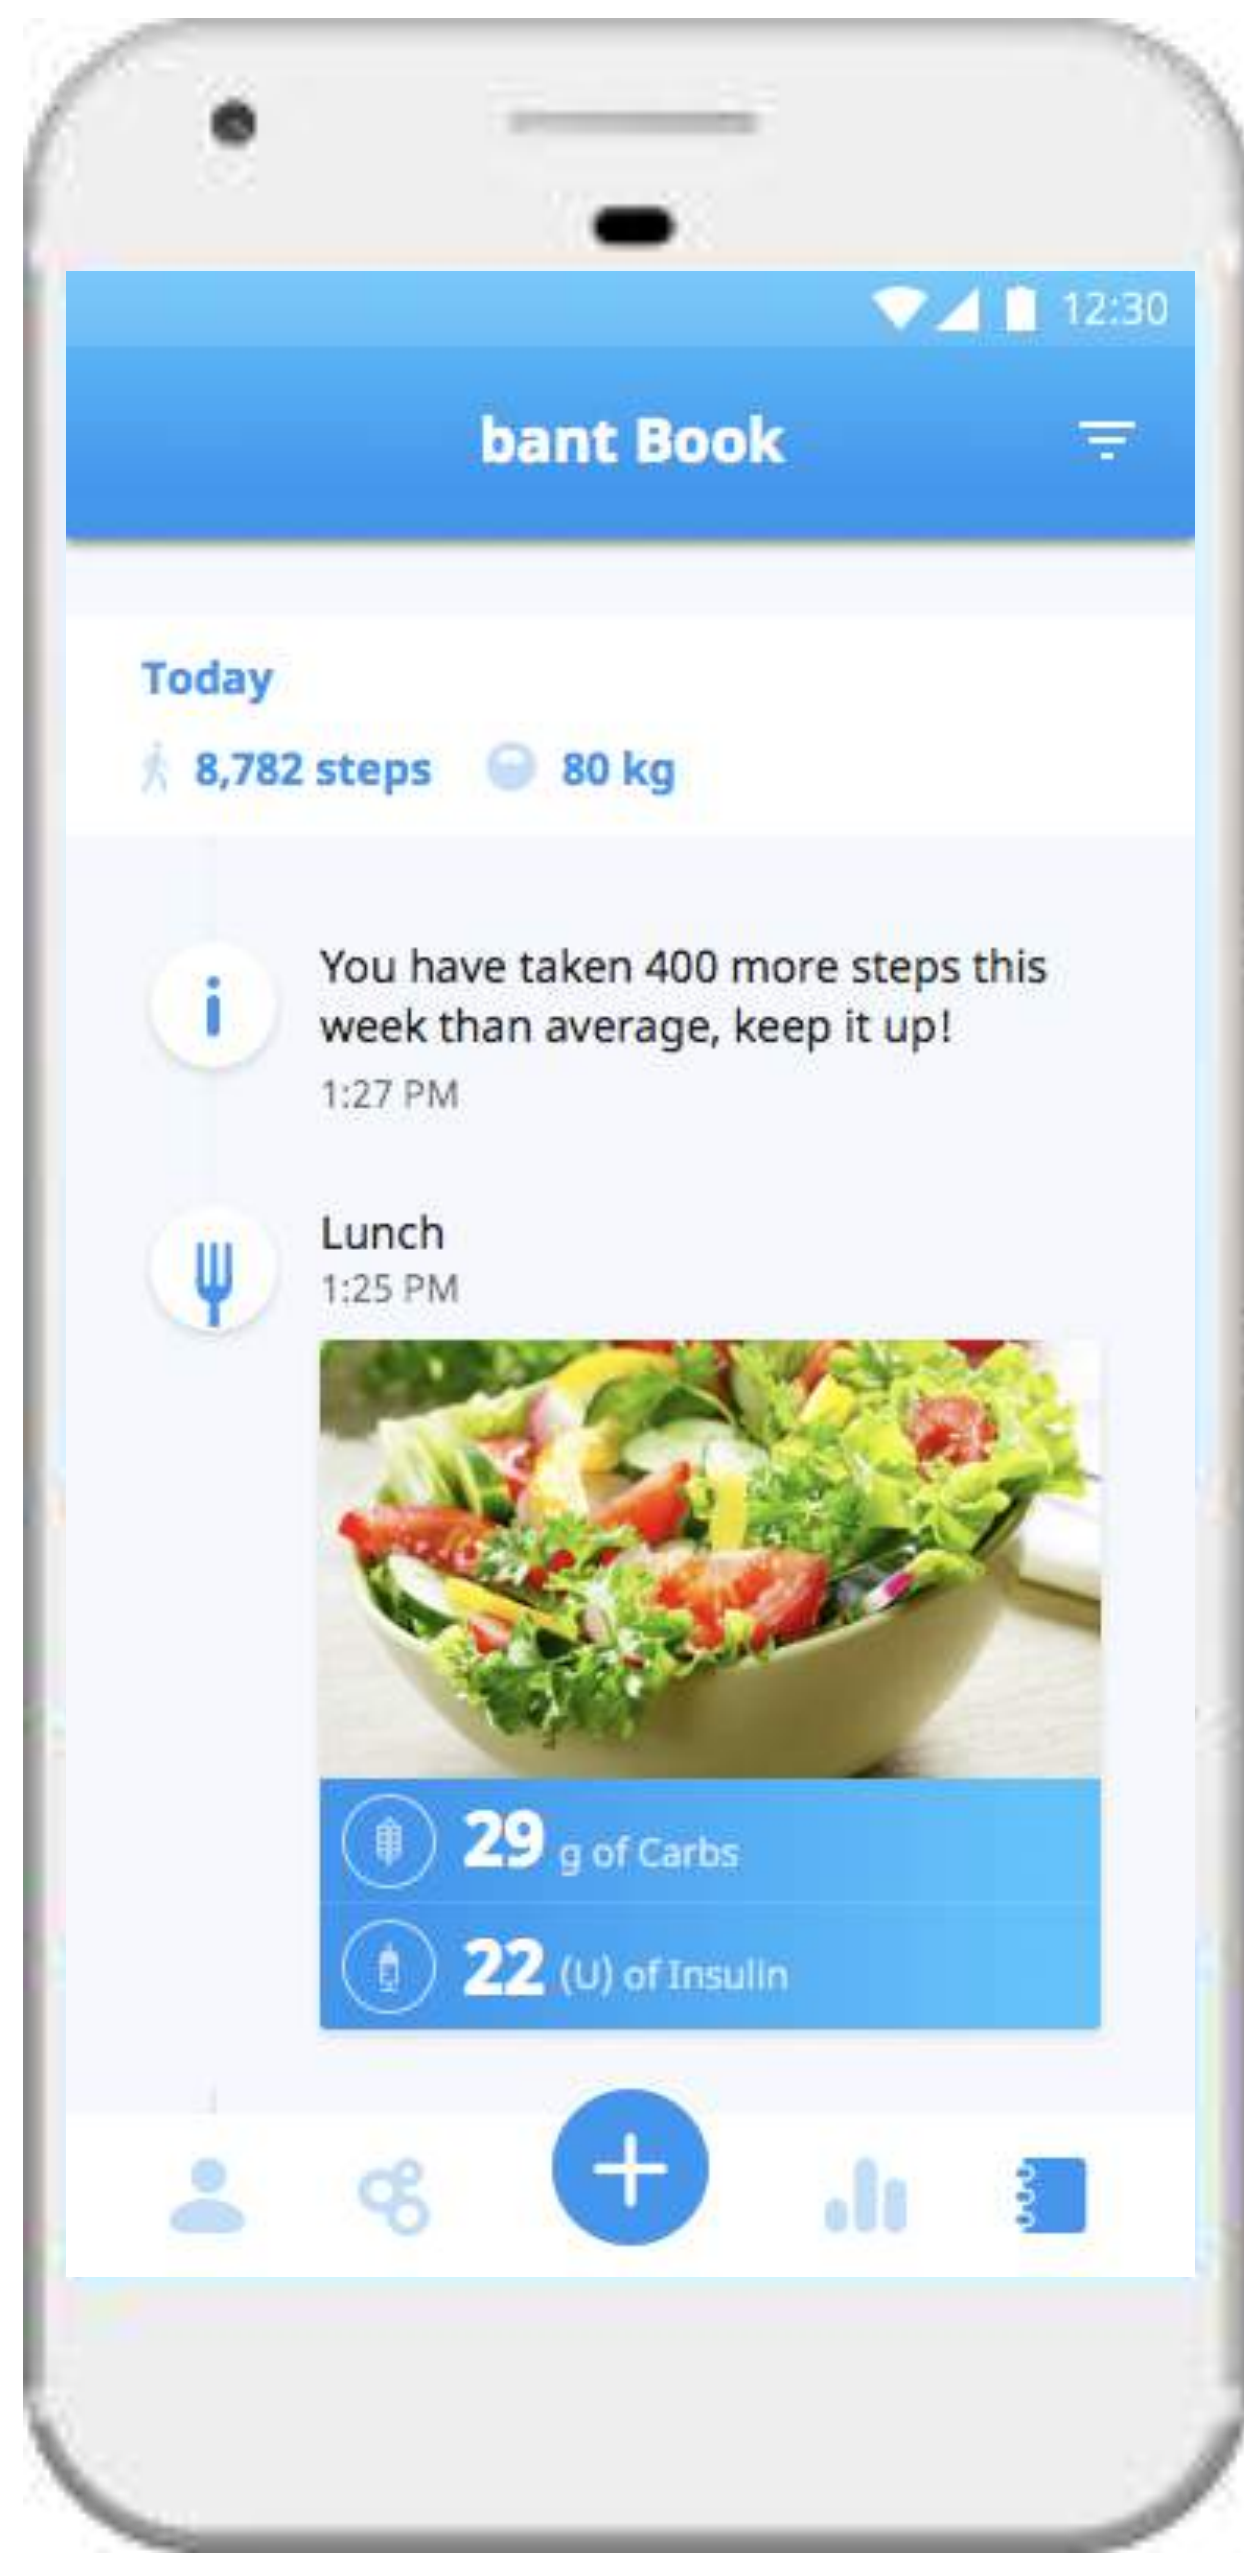 12:30
bant Book
Today
8,782 steps 80 kg
You have taken 400 more steps this
week than average, keep it up!
1:27 PM
Lunch
1:25 PM
29 g of Carbs
22 (U) of Insulin